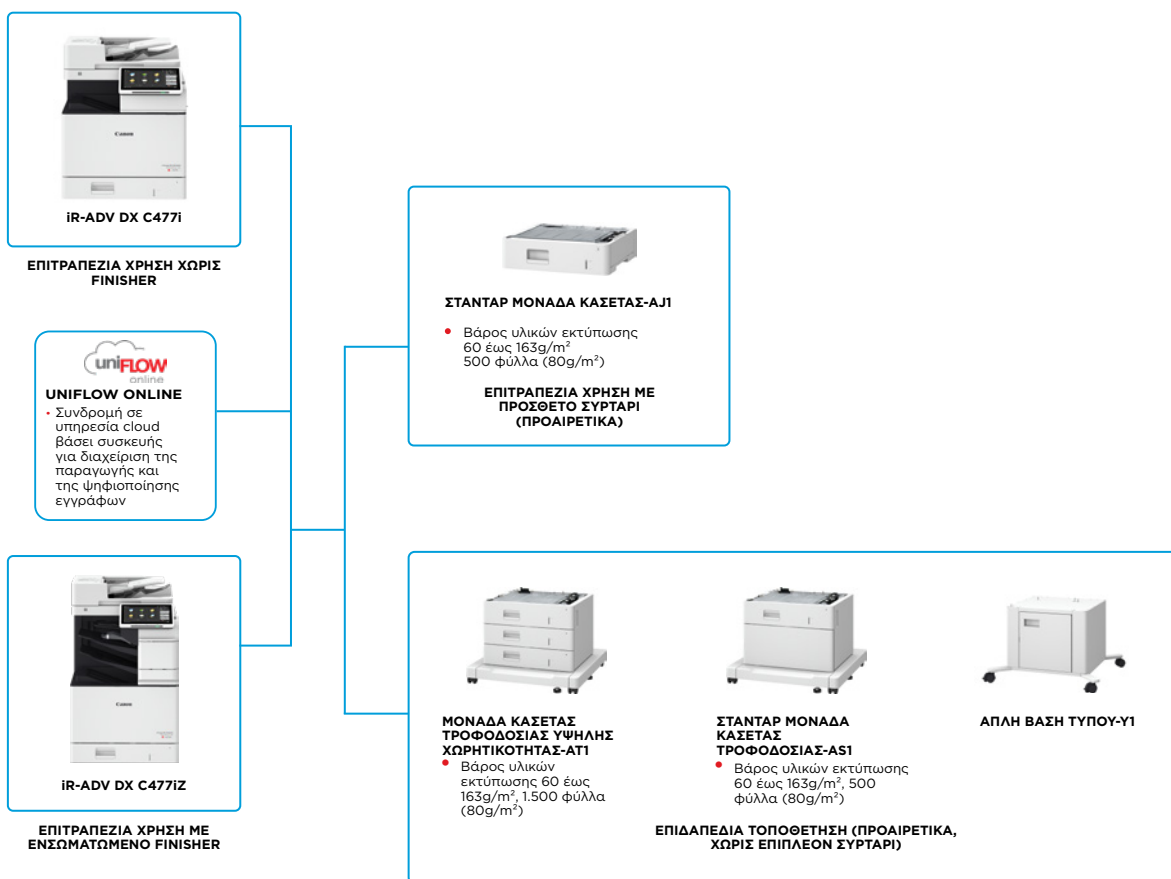 Canon
iR-ADV DX C477i
ΕΠΙΤΡΑΠΕΖΙΑ ΧΡΗΣΗ ΧΩΡΙΣ
FINISHER
uniFLOW
online
UNIFLOW ONLINE
• Συνδρομή σε
υπηρεσία cloud
βάσει συσκευής
για διαχείριση της
παραγωγής και
της ψηφιοποίησης
εγγράφων
Canon
iR-ADV DX C477iZ
ΕΠΙΤΡΑΠΕΖΙΑ ΧΡΗΣΗ ΜΕ
ΕΝΣΩΜΑΤΩΜΕΝΟ FINISHER
ΣΤΑΝΤΑΡ ΜΟΝΑΔΑ ΚΑΣΕΤΑΣ-AJ1
• Βάρος υλικών εκτύπωσης
60 έως 163g/m²
500 φύλλα (80g/m²)
ΕΠΙΤΡΑΠΕΖΙΑ ΧΡΗΣΗ ΜΕ
ΠΡΟΣΘΕΤΟ ΣΥΡΤΑΡΙ
(ΠΡΟΑΙΡΕΤΙΚΑ)
ΜΟΝΑΔΑ ΚΑΣΕΤΑΣ
ΤΡΟΦΟΔΟΣΙΑΣ ΥΨΗΛΗΣ
ΧΩΡΗΤΙΚΟΤΗΤΑΣ-AT1
• Βάρος υλικών
εκτύπωσης 60 έως
163g/m², 1.500 φύλλα
(80g/m²)
ΣΤΑΝΤΑΡ ΜΟΝΑΔΑ
ΚΑΣΕΤΑΣ
ΤΡΟΦΟΔΟΣΙΑΣ-AS1
• Βάρος υλικών εκτύπωσης
60 έως 163g/m², 500
φύλλα (80g/m²)
ΑΠΛΗ ΒΑΣΗ ΤΥΠΟΥ-Y1
ΕΠΙΔΑΠΕΔΙΑ ΤΟΠΟΘΕΤΗΣΗ (ΠΡΟΑΙΡΕΤΙΚΑ,
ΧΩΡΙΣ ΕΠΙΠΛΕΟΝ ΣΥΡΤΑΡΙ)